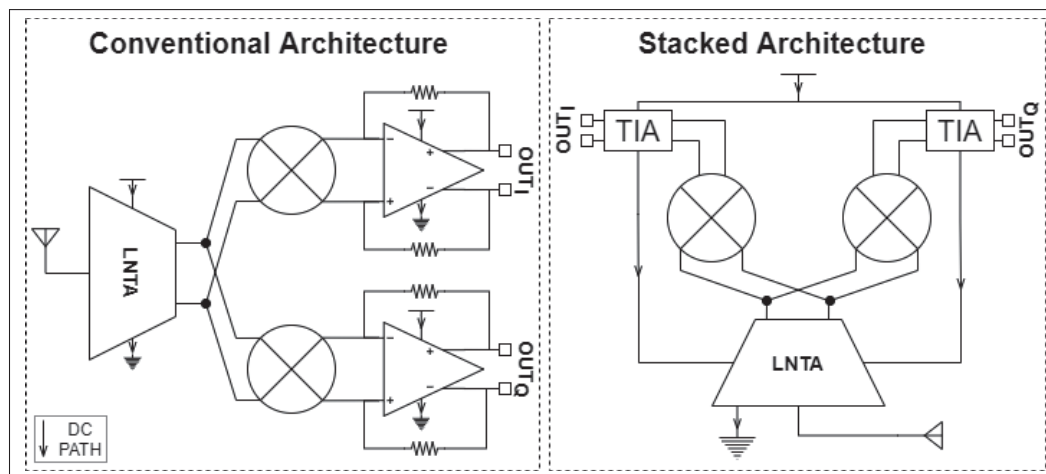 Conventional Architecture
LNTA
−
+
+
−
OUTI
−
+
+
−
OUTQ
DC
PATH
Stacked Architecture
OUTI
TIA
TIA
OUTQ
LNTA